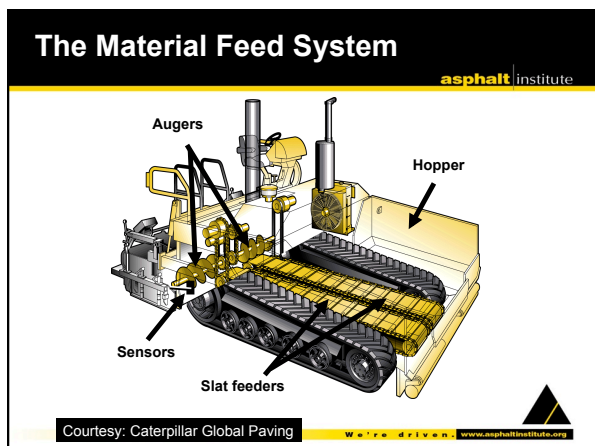 The Material Feed System
asphalt institute
Augers
Hopper
Sensors
Slat feeders
Courtesy: Caterpillar Global Paving
We're driven. www.asphaltinstitute.org